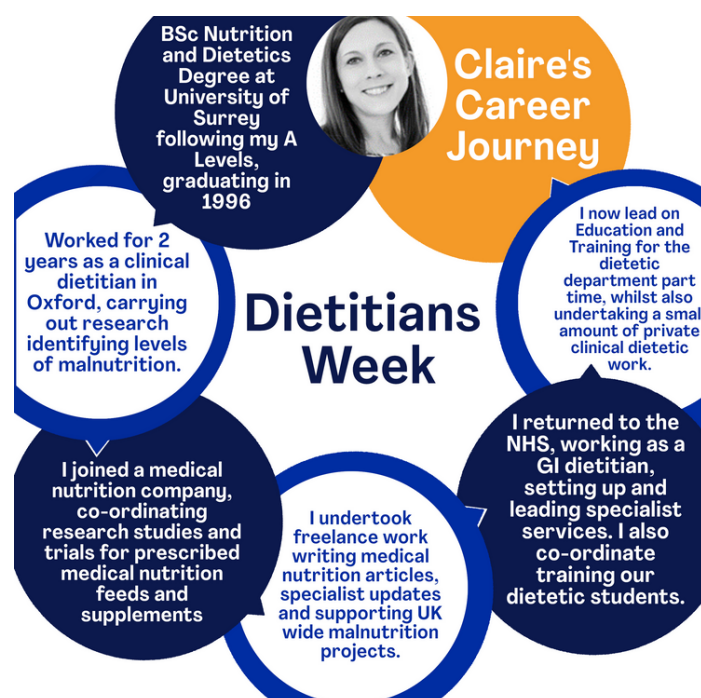 Claire's
Career
Journey
BSc Nutrition
and Dietetics
Degree at
University of
Surrey
following my A
Levels,
graduating in
1996
Worked for 2
years as a clinical
dietitian in
Oxford, carrying
out research
identifying levels
of malnutrition.
I joined a medical
nutrition company,
co-ordinating
research studies and
trials for prescribed
medical nutrition
feeds and
supplements
I undertook
freelance work
writing medical
nutrition articles,
specialist updates
and supporting UK
wide malnutrition
projects.
I returned to the
NHS, working as a
GI dietitian,
setting up and
leading specialist
services. I also
co-ordinate
training our
dietetic students.
I now lead on
Education and
Training for the
dietetic
department part
time, whilst also
undertaking a smal
amount of private
clinical dietetic
work.
Dietitians
Week